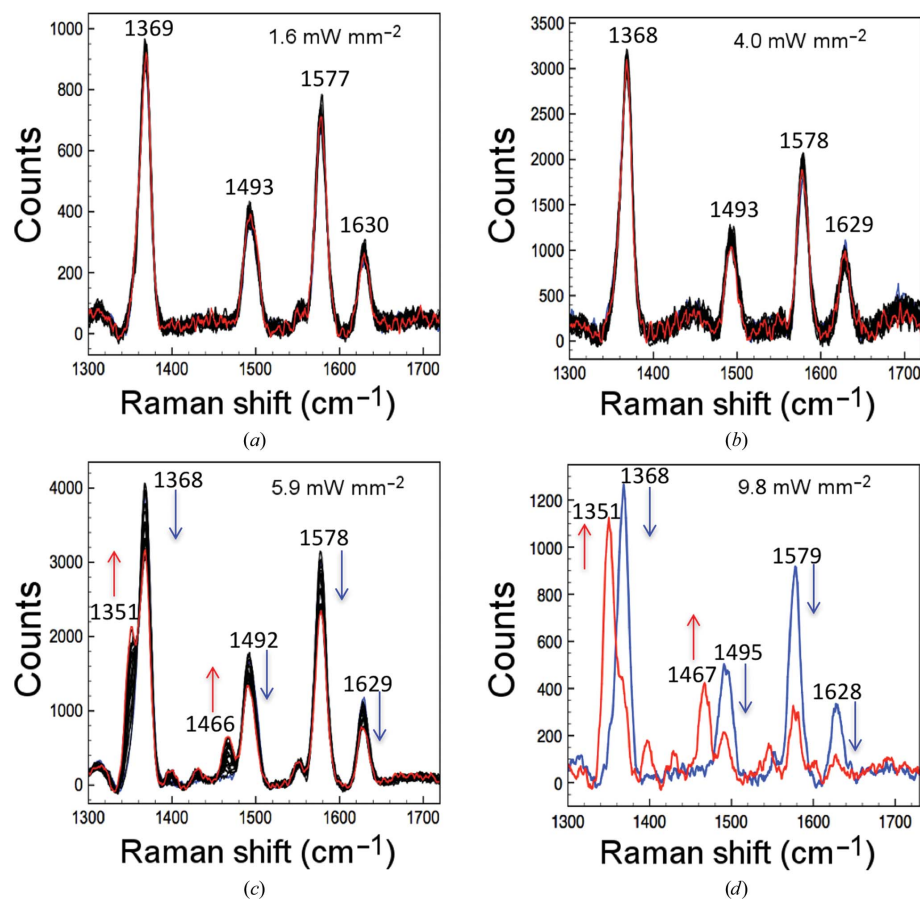 (a)
1369
1.6 mW mm⁻²
1577
1493
1630
Counts
1000
800
600
400
200
0
1300 1400 1500 1600 1700
Raman shift (cm⁻¹)
(b)
1368
4.0 mW mm⁻²
1578
1493
1629
Counts
3500
3000
2500
2000
1500
1000
500
0
1300 1400 1500 1600 1700
Raman shift (cm⁻¹)
(a)
(b)
1368
5.9 mW mm⁻²
1578
1351
1492
1466
1629
Counts
4000
3000
2000
1000
0
1300 1400 1500 1600 1700
Raman shift (cm⁻¹)
(c)
1368
9.8 mW mm⁻²
1351
1579
1467
1495
1628
Counts
1200
1000
800
600
400
200
0
1300 1400 1500 1600 1700
Raman shift (cm⁻¹)
(d)